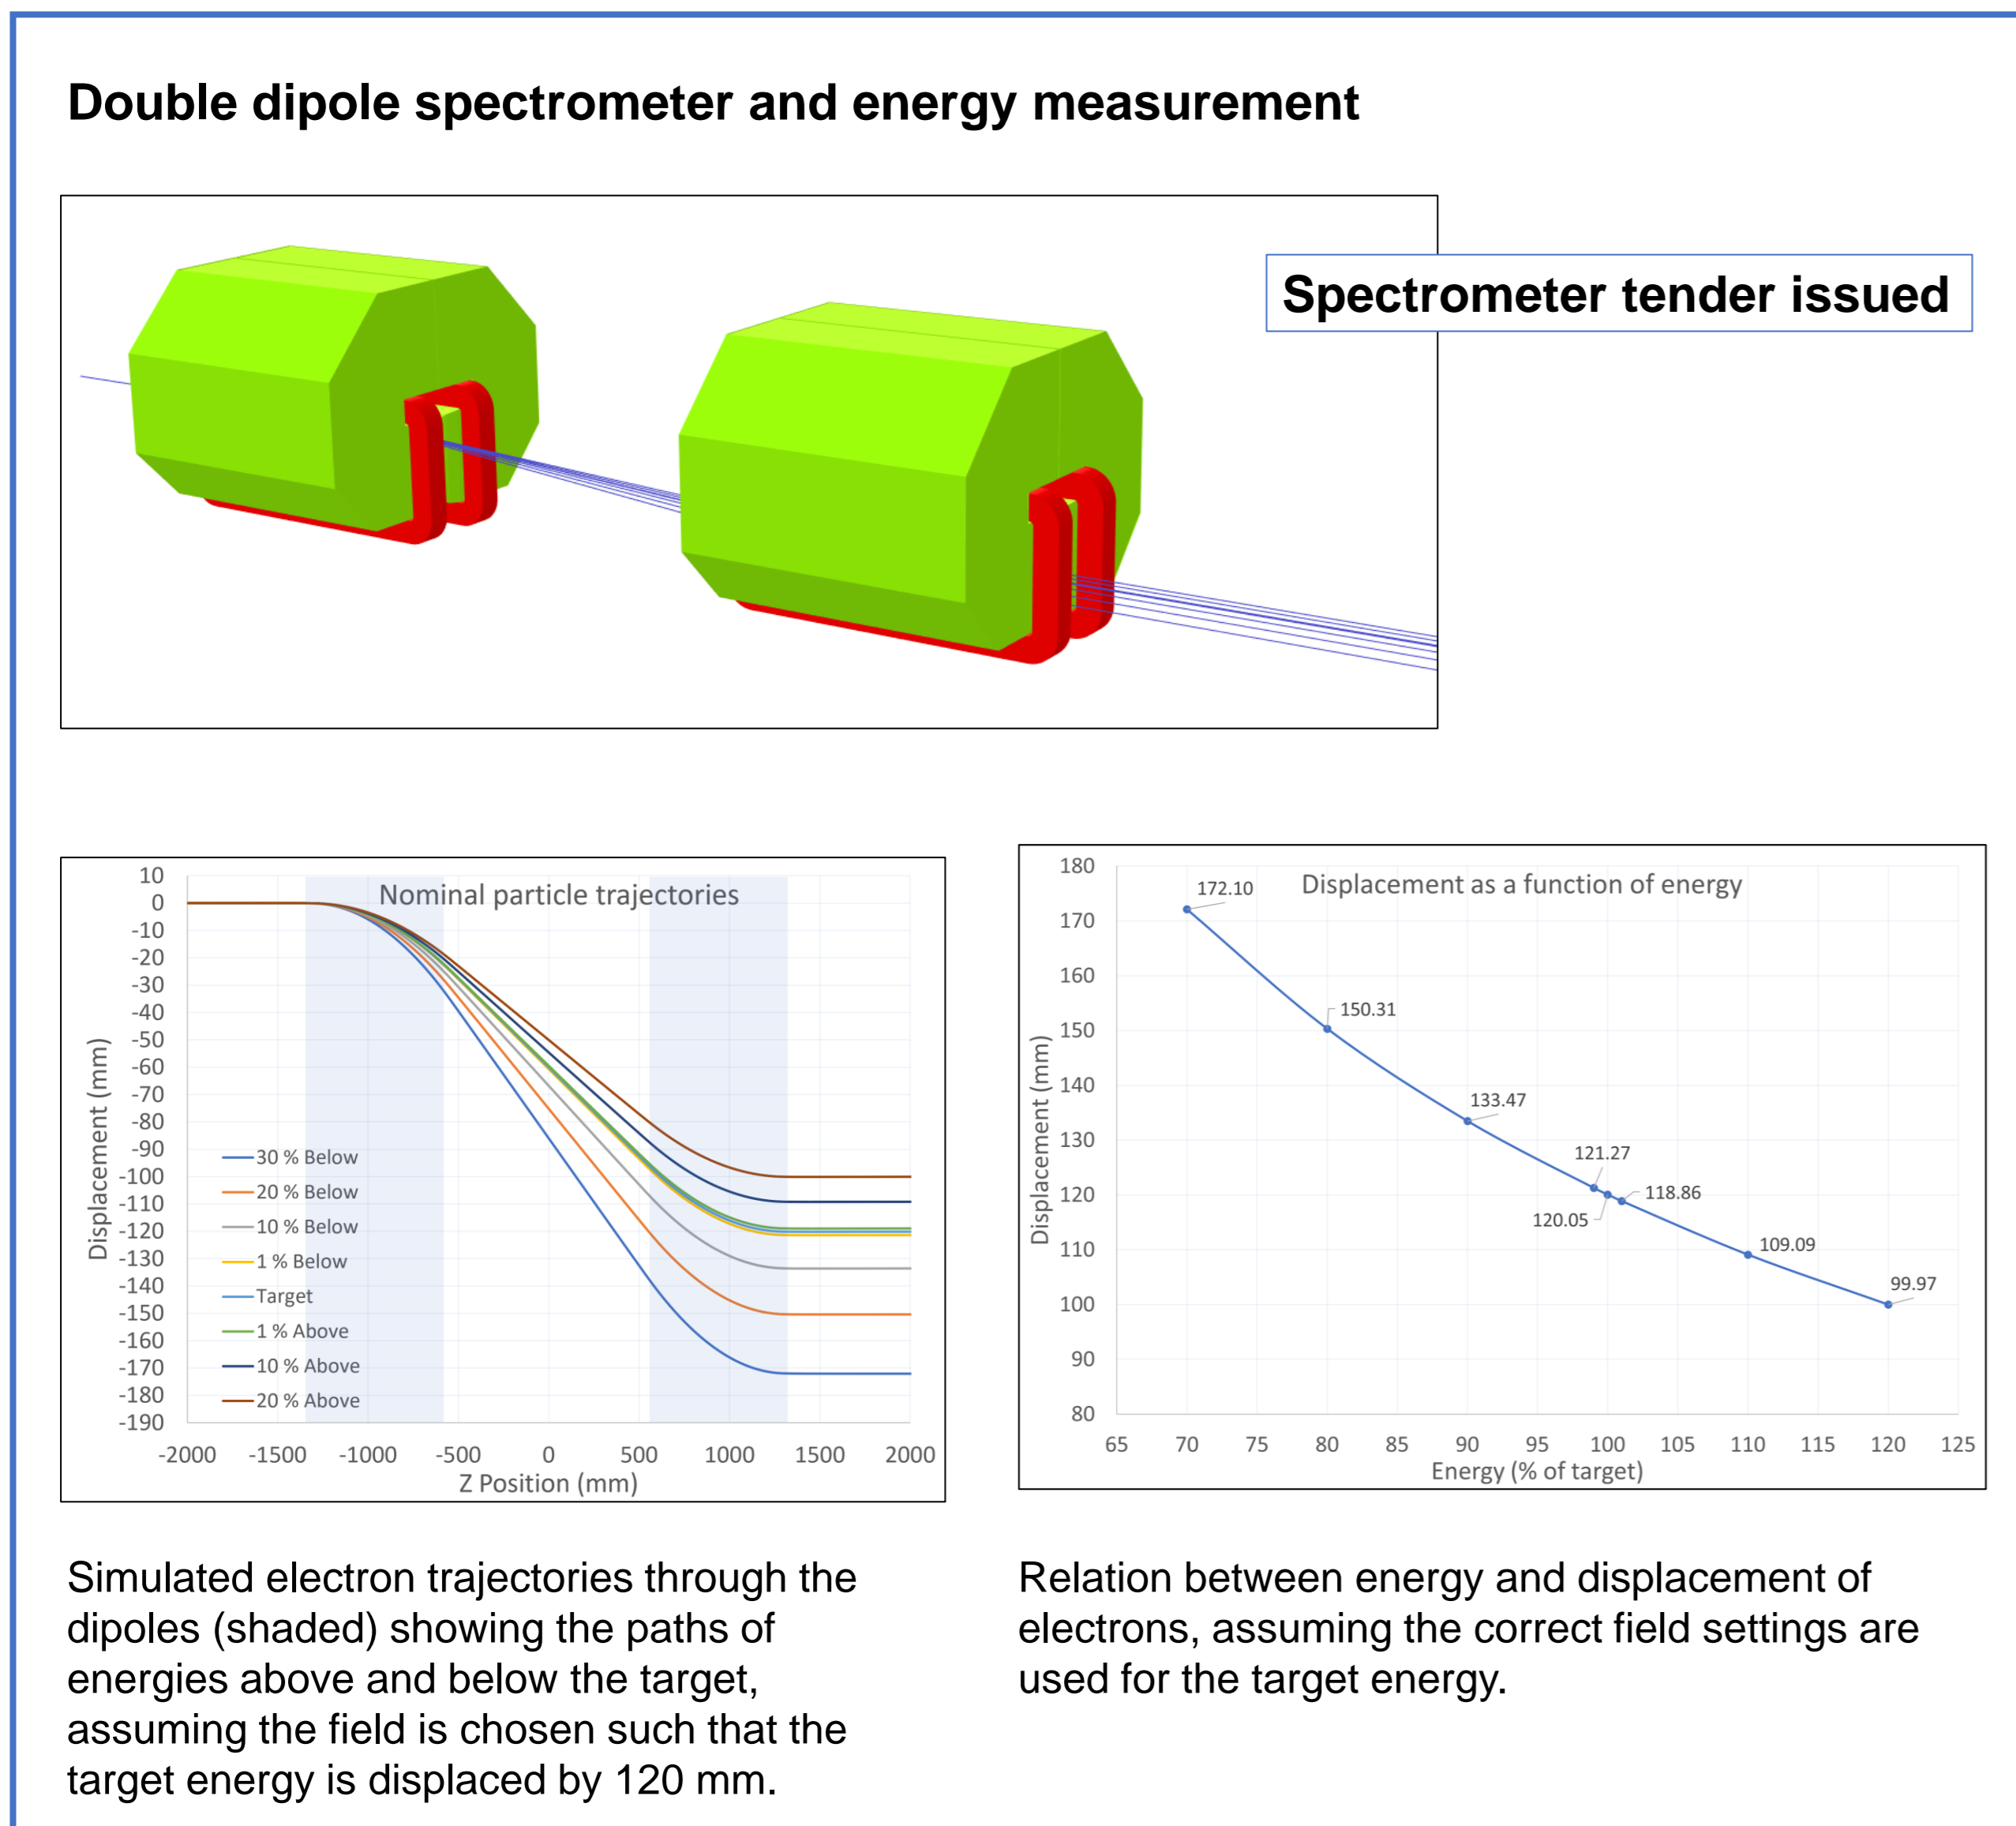 Double dipole spectrometer and energy measurement
Spectrometer tender issued
Nominal particle trajectories
10
0
-10
-20
-30
-40
-50
-60
-70
-80
-90
-100
-110
-120
-130
-140
-150
-160
-170
-180
-190
Displacement (mm)
30 % Below
20 % Below
10 % Below
1 % Below
Target
1 % Above
10 % Above
20 % Above
-2000 -1500 -1000 -500 0 500 1000 1500 2000
Z Position (mm)
Displacement as a function of energy
180
170
160
150
140
130
120
110
100
90
80
Displacement (mm)
172.10
150.31
133.47
121.27
120.05
118.86
109.09
99.97
65 70 75 80 85 90 95 100 105 110 115 120 125
Energy (% of target)
Simulated electron trajectories through the
dipoles (shaded) showing the paths of
energies above and below the target,
assuming the field is chosen such that the
target energy is displaced by 120 mm.
Relation between energy and displacement of
electrons, assuming the correct field settings are
used for the target energy.